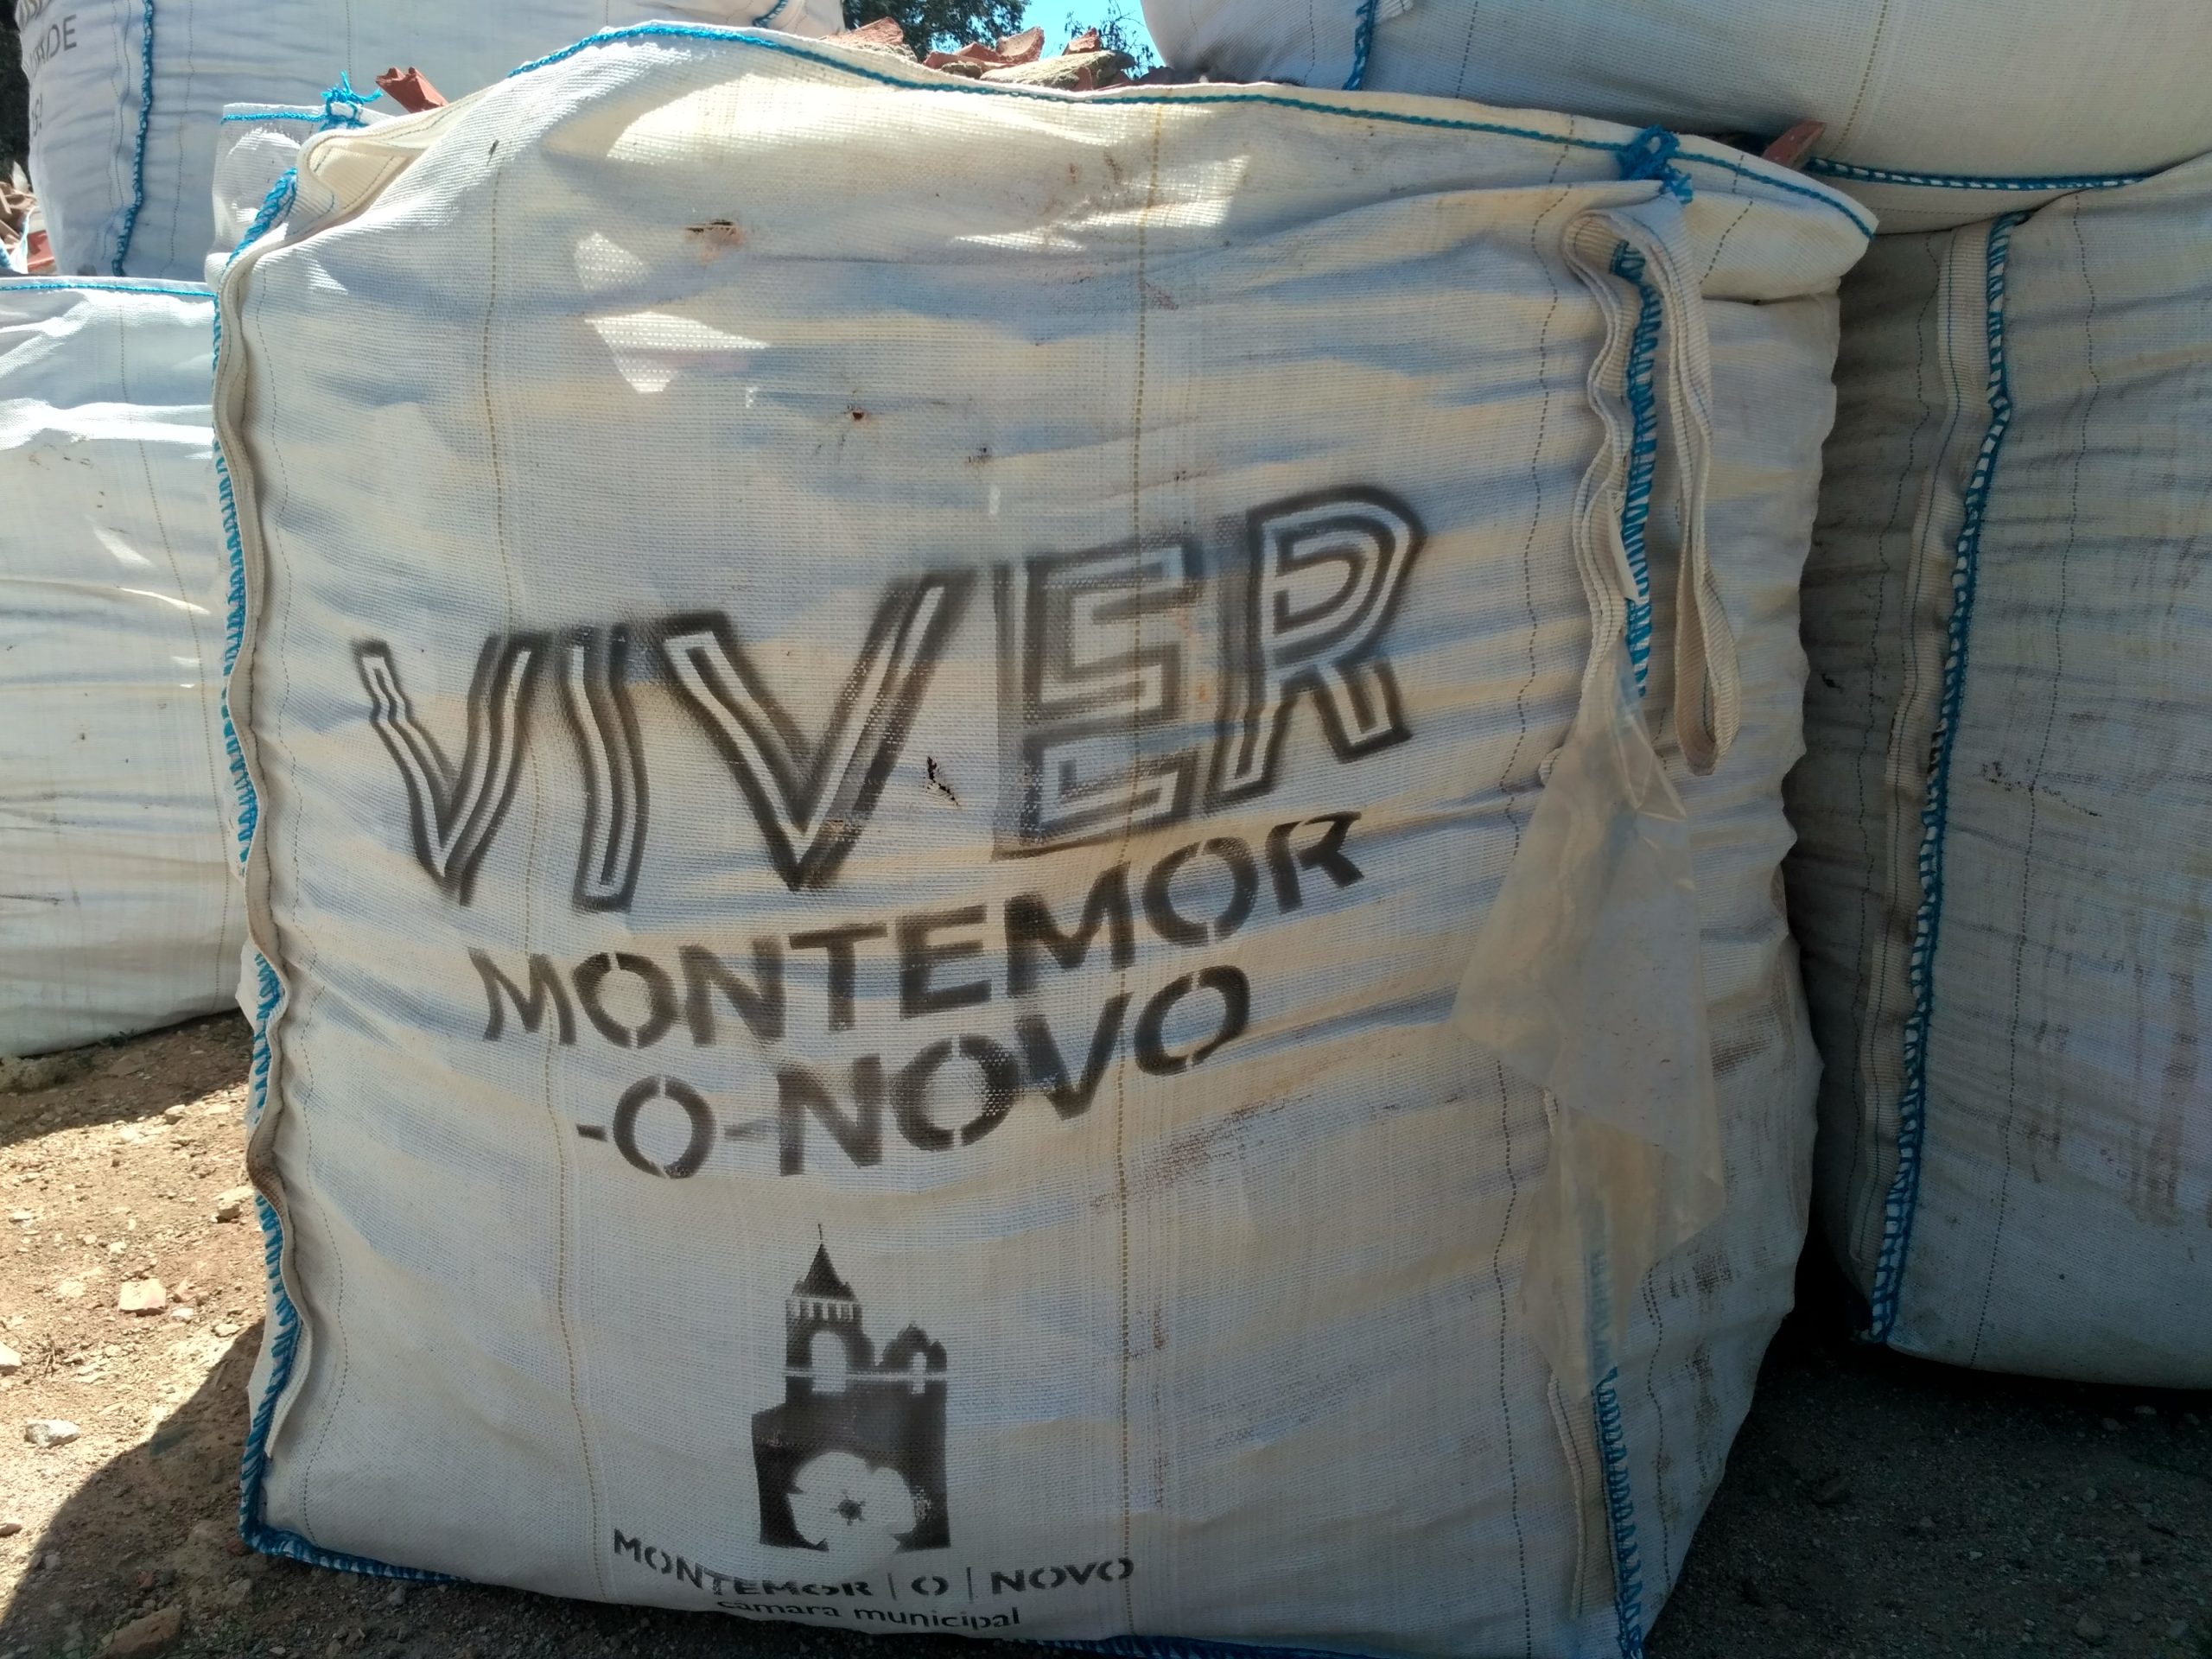 VIVER
MONTEMOR
-O-NOVO
MONTEMOR | O | NOVO
câmara municipal